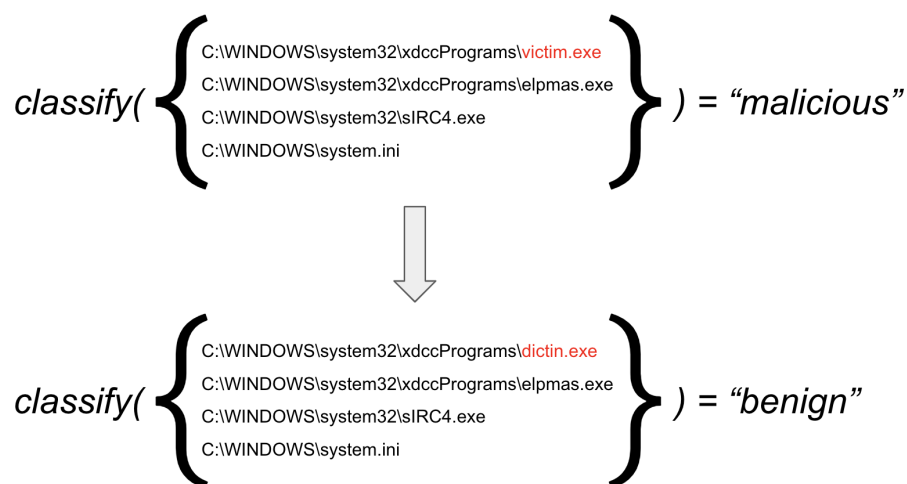 C:\WINDOWS\system32\xdccPrograms\victim.exe
C:\WINDOWS\system32\xdccPrograms\elpmas.exe
classify( { } ) = “malicious”
C:\WINDOWS\system32\sIRC4.exe
C:\WINDOWS\system.ini
C:\WINDOWS\system32\xdccPrograms\dictin.exe
C:\WINDOWS\system32\xdccPrograms\elpmas.exe
classify( { } ) = “benign”
C:\WINDOWS\system32\sIRC4.exe
C:\WINDOWS\system.ini